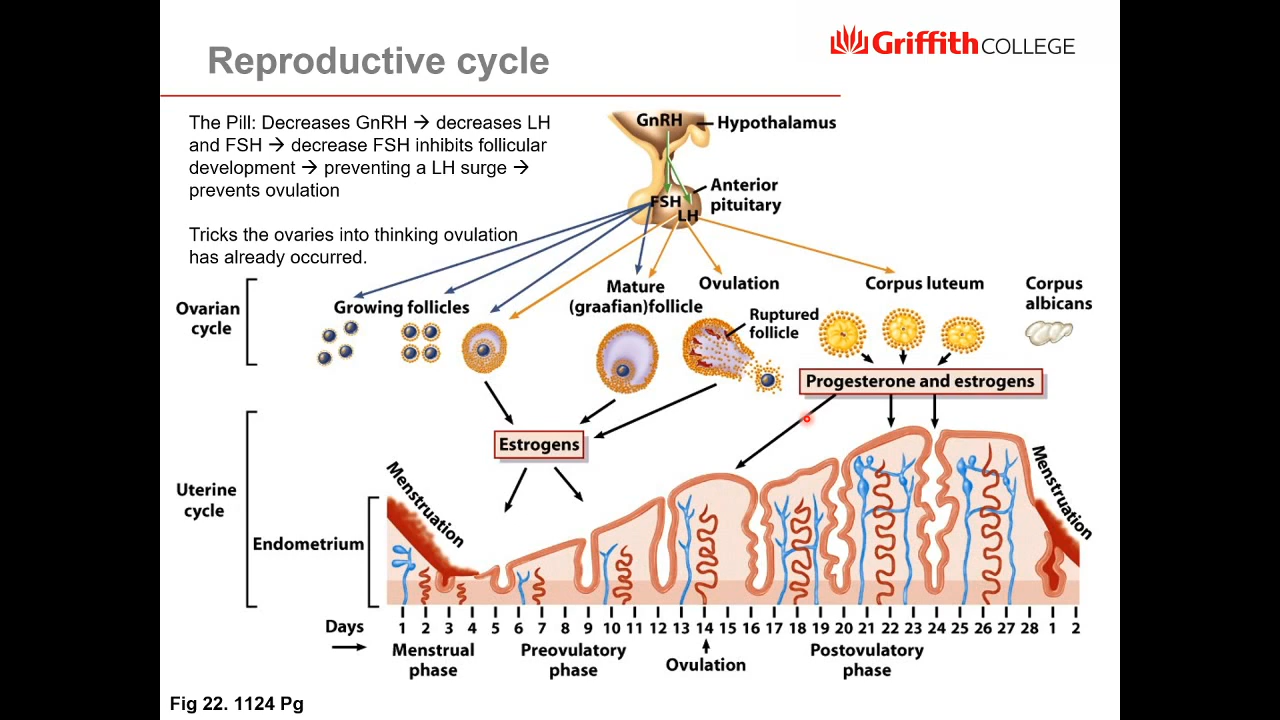 Reproductive cycle
Griffith COLLEGE
The Pill: Decreases GnRH → decreases LH
and FSH → decrease FSH inhibits follicular
development → preventing a LH surge →
prevents ovulation
Tricks the ovaries into thinking ovulation
has already occurred.
GnRH
Hypothalamus
Anterior
pituitary
FSH
LH
Ovarian
cycle
Growing follicles
Mature
(graafian)follicle
Ovulation
Ruptured
follicle
Corpus luteum
Corpus
albicans
Progesterone and estrogens
Estrogens
Uterine
cycle
Menstruation
Menstruation
Endometrium
Days
1 2 3 4 5 6 7 8 9 10 11 12 13 14 15 16 17 18 19 20 21 22 23 24 25 26 27 28 1 2
Menstrual
phase
Preovulatory
phase
Ovulation
Postovulatory
phase
Fig 22. 1124 Pg